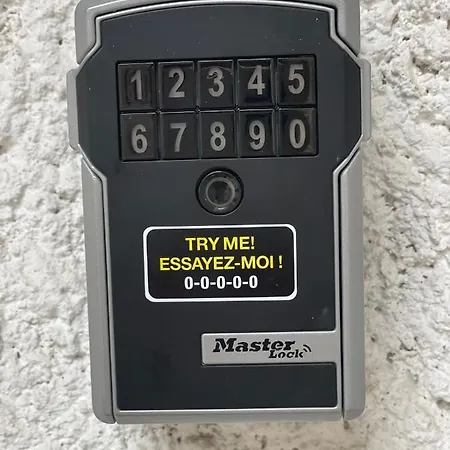 1 2 3 4 5
6 7 8 9 0
TRY ME!
ESSAYEZ-MOI !
0-0-0-0-0
Master
Lock